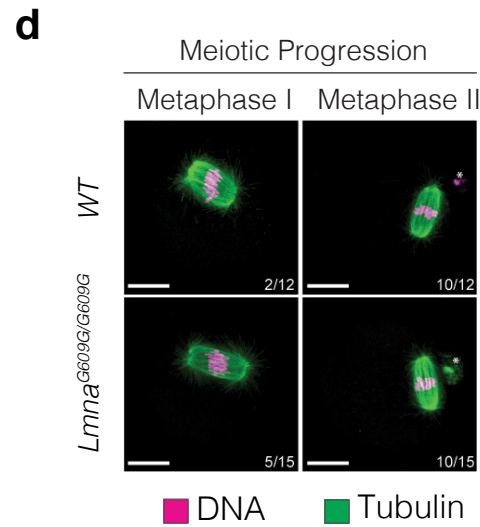 d
Meiotic Progression
Metaphase I Metaphase II
WT
* 
2/12 10/12
Lmna^G609G/G609G
*
5/15 10/15
DNA Tubulin